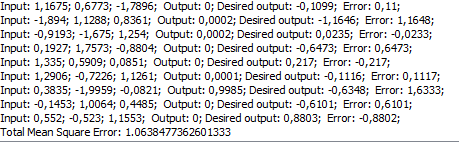 Input: 1,1675; 0,6773; -1,7896;  Output: 0; Desired output: -0,1099;  Error: 0,11;
Input: -1,894; 1,1288; 0,8361;  Output: 0,0002; Desired output: -1,1646;  Error: 1,1648;
Input: -0,9193; -1,675; 1,254;  Output: 0,0002; Desired output: 0,0235;  Error: -0,0233;
Input: 0,1927; 1,7573; -0,8804;  Output: 0; Desired output: -0,6473;  Error: 0,6473;
Input: 1,335; 0,5909; 0,0851;  Output: 0; Desired output: 0,217;  Error: -0,217;
Input: 1,2906; -0,7226; 1,1261;  Output: 0,0001; Desired output: -0,1116;  Error: 0,1117;
Input: 0,3835; -1,9959; -0,0821;  Output: 0,9985; Desired output: -0,6348;  Error: 1,6333;
Input: -0,1453; 1,0064; 0,4485;  Output: 0; Desired output: -0,6101;  Error: 0,6101;
Input: 0,552; -0,523; 1,1553;  Output: 0; Desired output: 0,8803;  Error: -0,8802;
Total Mean Square Error: 1.0638477362601333